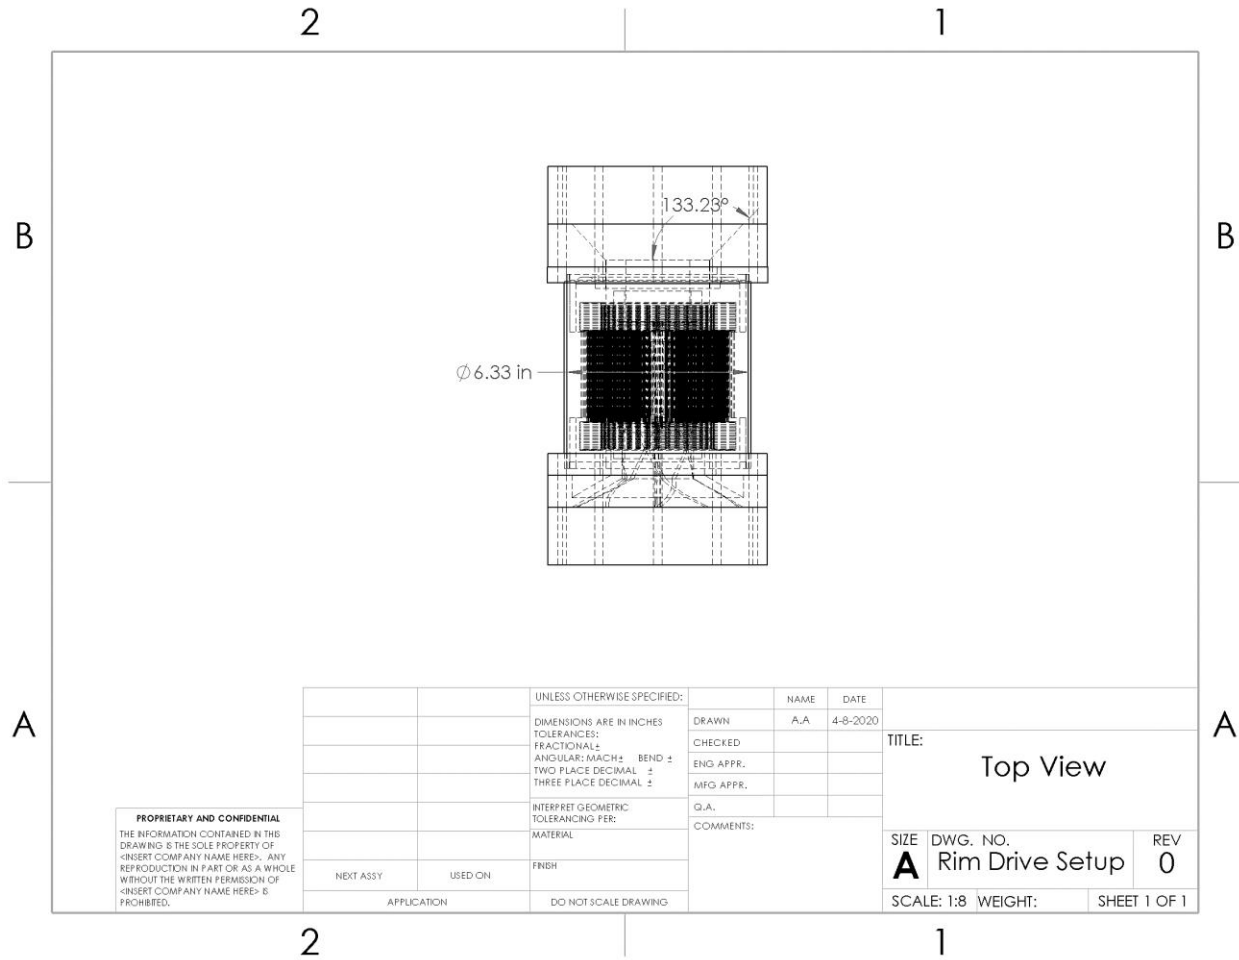 2
1
B
B
133.23°
∅6.33 in
A
A
UNLESS OTHERWISE SPECIFIED:
DIMENSIONS ARE IN INCHES
TOLERANCES:
FRACTIONAL±
ANGULAR: MACH± BEND ±
TWO PLACE DECIMAL ±
THREE PLACE DECIMAL ±
INTERPRET GEOMETRIC
TOLERANCING PER:
MATERIAL
FINISH
DO NOT SCALE DRAWING
NAME DATE
DRAWN A.A 4-8-2020
CHECKED
ENG APPR.
MFG APPR.
Q.A.
COMMENTS:
TITLE:
Top View
SIZE DWG. NO. REV
A Rim Drive Setup 0
SCALE: 1:8 WEIGHT: SHEET 1 OF 1
PROPRIETARY AND CONFIDENTIAL
THE INFORMATION CONTAINED IN THIS
DRAWING IS THE SOLE PROPERTY OF
<INSERT COMPANY NAME HERE>. ANY
REPRODUCTION IN PART OR AS A WHOLE
WITHOUT THE WRITTEN PERMISSION OF
<INSERT COMPANY NAME HERE> IS
PROHIBITED.
NEXT ASSY USED ON
APPLICATION
2
1